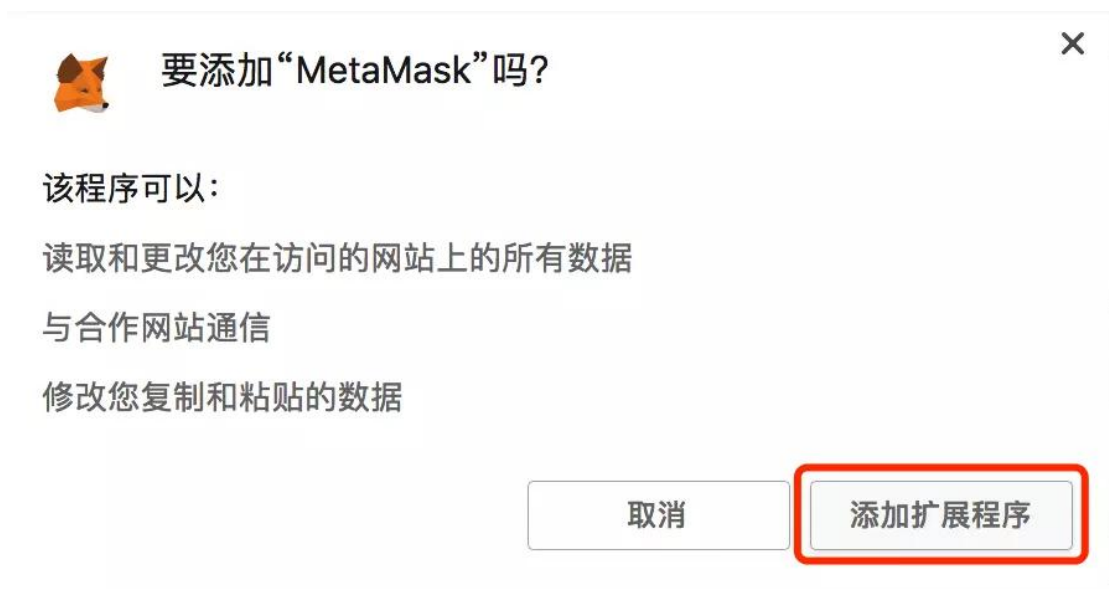 要添加“MetaMask”吗?
该程序可以：
读取和更改您在访问的网站上的所有数据
与合作网站通信
修改您复制和粘贴的数据
取消
添加扩展程序